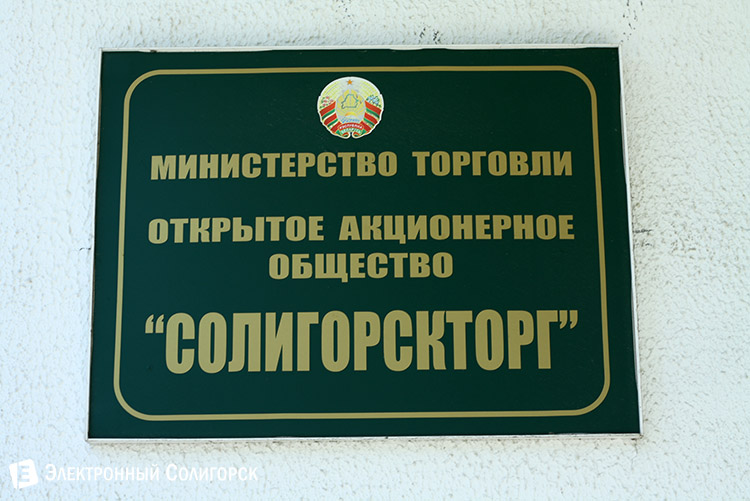 МИНИСТЕРСТВО ТОРГОВЛИ
ОТКРЫТОЕ АКЦИОНЕРНОЕ
ОБЩЕСТВО
“СОЛИГОРСКТОРГ”
Электронный Солигорск